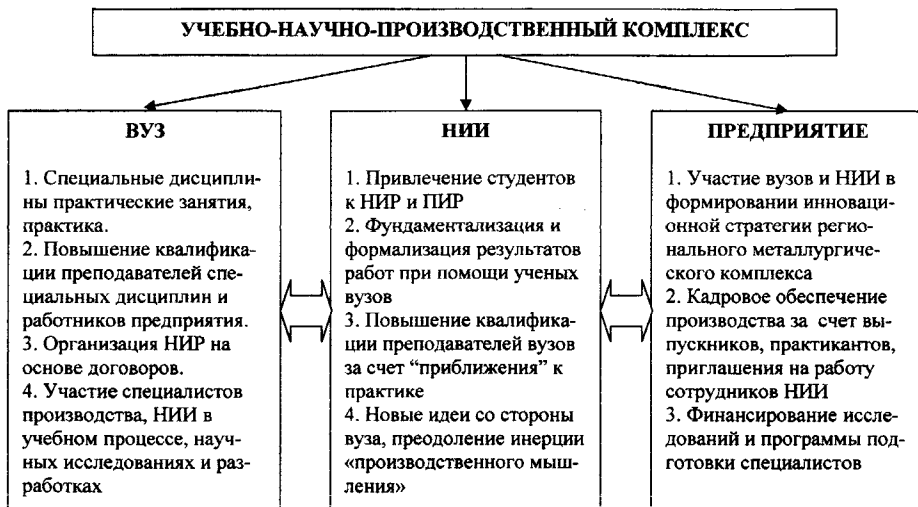 УЧЕБНО-НАУЧНО-ПРОИЗВОДСТВЕННЫЙ КОМПЛЕКС
ВУЗ
1. Специальные дисципли-
ны практические занятия,
практика.
2. Повышение квалифика-
ции преподавателей спе-
циальных дисциплин и
работников предприятия.
3. Организация НИР на
основе договоров.
4. Участие специалистов
производства, НИИ в
учебном процессе, науч-
ных исследованиях и раз-
работках
НИИ
1. Привлечение студентов
к НИР и ПИР
2. Фундаментализация и
формализация результатов
работ при помощи ученых
вузов
3. Повышение квалифика-
ции преподавателей вузов
за счет “приближения” к
практике
4. Новые идеи со стороны
вуза, преодоление инерции
«производственного мыш-
ления»
ПРЕДПРИЯТИЕ
1. Участие вузов и НИИ в
формировании инноваци-
онной стратегии регио-
нального металлургиче-
ского комплекса
2. Кадровое обеспечение
производства за счет вы-
пускников, практикантов,
приглашения на работу
сотрудников НИИ
3. Финансирование иссле-
дований и программы под-
готовки специалистов